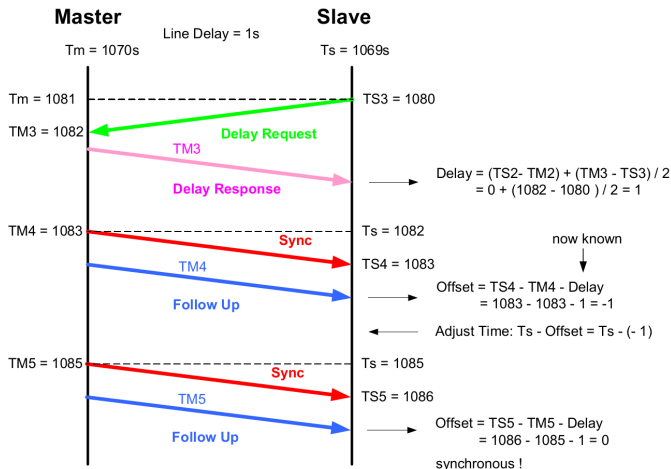 Master
Slave
Line Delay = 1s
Tm = 1070s
Ts = 1069s
Tm = 1081
TS3 = 1080
TM3 = 1082
Delay Request
TM3
Delay Response
Delay = (TS2- TM2) + (TM3 - TS3) / 2
= 0 + (1082 - 1080 ) / 2 = 1
TM4 = 1083
Ts = 1082
Sync
now known
TM4
TS4 = 1083
Follow Up
Offset = TS4 - TM4 - Delay
= 1083 - 1083 - 1 = -1
Adjust Time: Ts - Offset = Ts - (- 1)
TM5 = 1085
Ts = 1085
Sync
TM5
TS5 = 1086
Follow Up
Offset = TS5 - TM5 - Delay
= 1086 - 1085 - 1 = 0
synchronous !